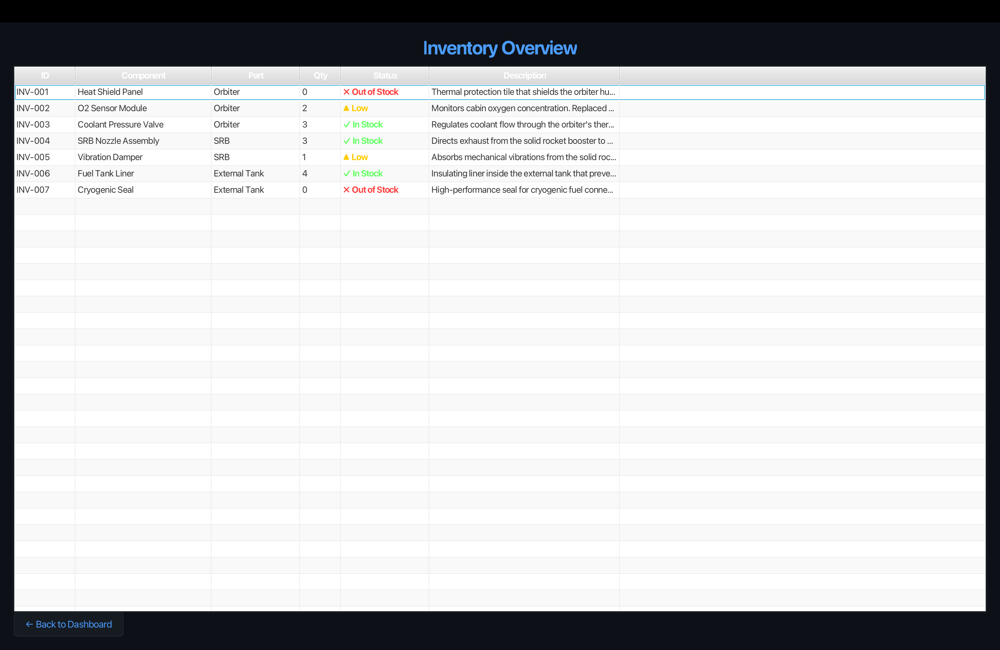 Inventory Overview
ID Component Part Qty Status Description
INV-001 Heat Shield Panel Orbiter 0 ✕ Out of Stock Thermal protection tile that shields the orbiter hu...
INV-002 O2 Sensor Module Orbiter 2 ▲ Low Monitors cabin oxygen concentration. Replaced ...
INV-003 Coolant Pressure Valve Orbiter 3 ✓ In Stock Regulates coolant flow through the orbiter's ther...
INV-004 SRB Nozzle Assembly SRB 3 ✓ In Stock Directs exhaust from the solid rocket booster to ...
INV-005 Vibration Damper SRB 1 ▲ Low Absorbs mechanical vibrations from the solid roc...
INV-006 Fuel Tank Liner External Tank 4 ✓ In Stock Insulating liner inside the external tank that preve...
INV-007 Cryogenic Seal External Tank 0 ✕ Out of Stock High-performance seal for cryogenic fuel conne...
← Back to Dashboard